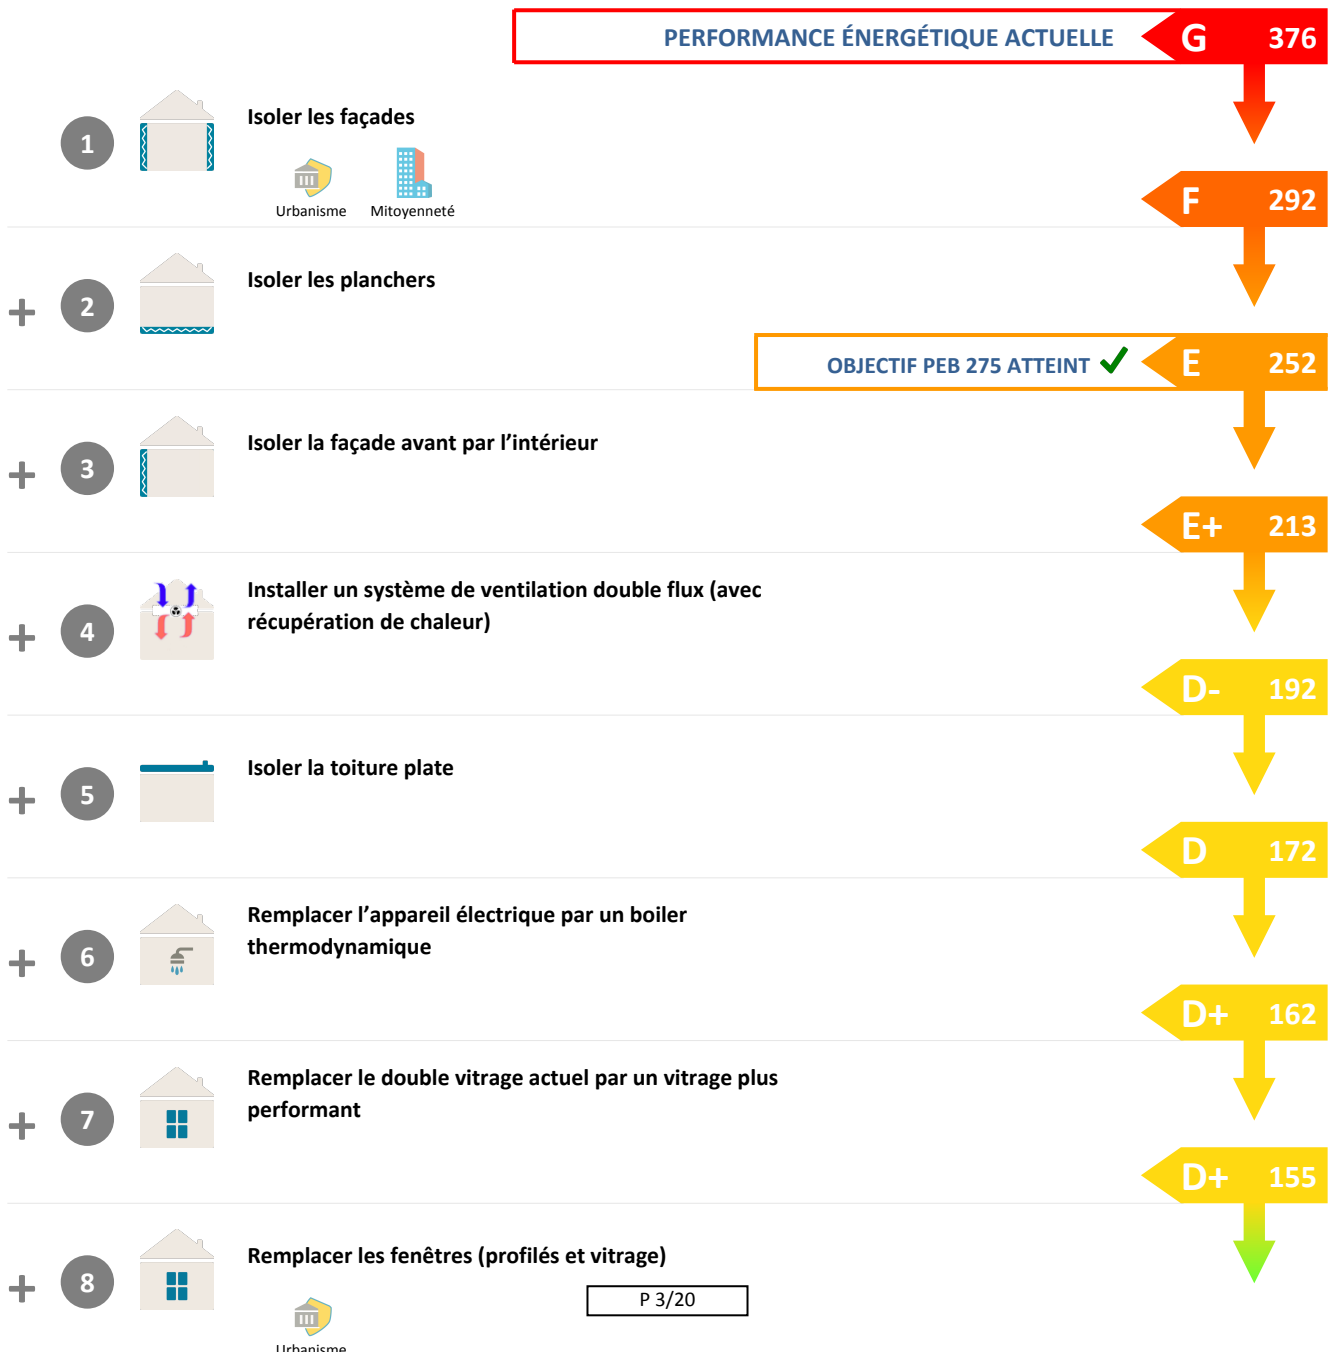 PERFORMANCE ÉNERGÉTIQUE ACTUELLE G 376
1 Isoler les façades
Urbanisme Mitoyenneté
F 292
+ 2 Isoler les planchers
OBJECTIF PEB 275 ATTEINT ✓ E 252
+ 3 Isoler la façade avant par l’intérieur
E+ 213
Installer un système de ventilation double flux (avec
+ 4 récupération de chaleur)
D- 192
+ 5 Isoler la toiture plate
D 172
Remplacer l’appareil électrique par un boiler
+ 6 thermodynamique
D+ 162
Remplacer le double vitrage actuel par un vitrage plus
+ 7 performant
D+ 155
+ 8 Remplacer les fenêtres (profilés et vitrage)
P 3/20
Urbanisme